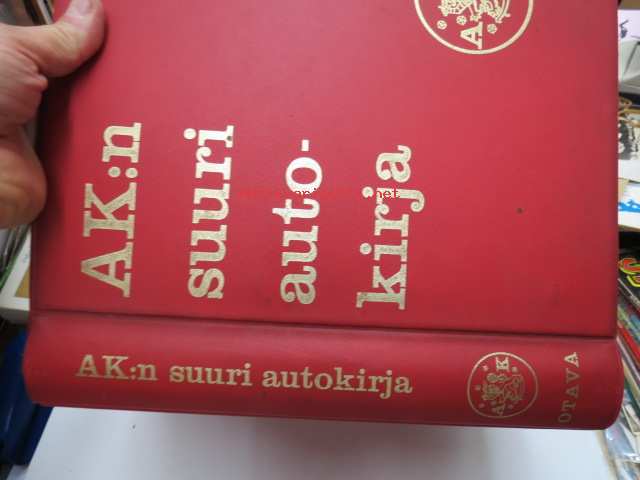 AK:n
suuri
auto-
kirja
A
AK:n suuri autokirja
A K
OTAVA